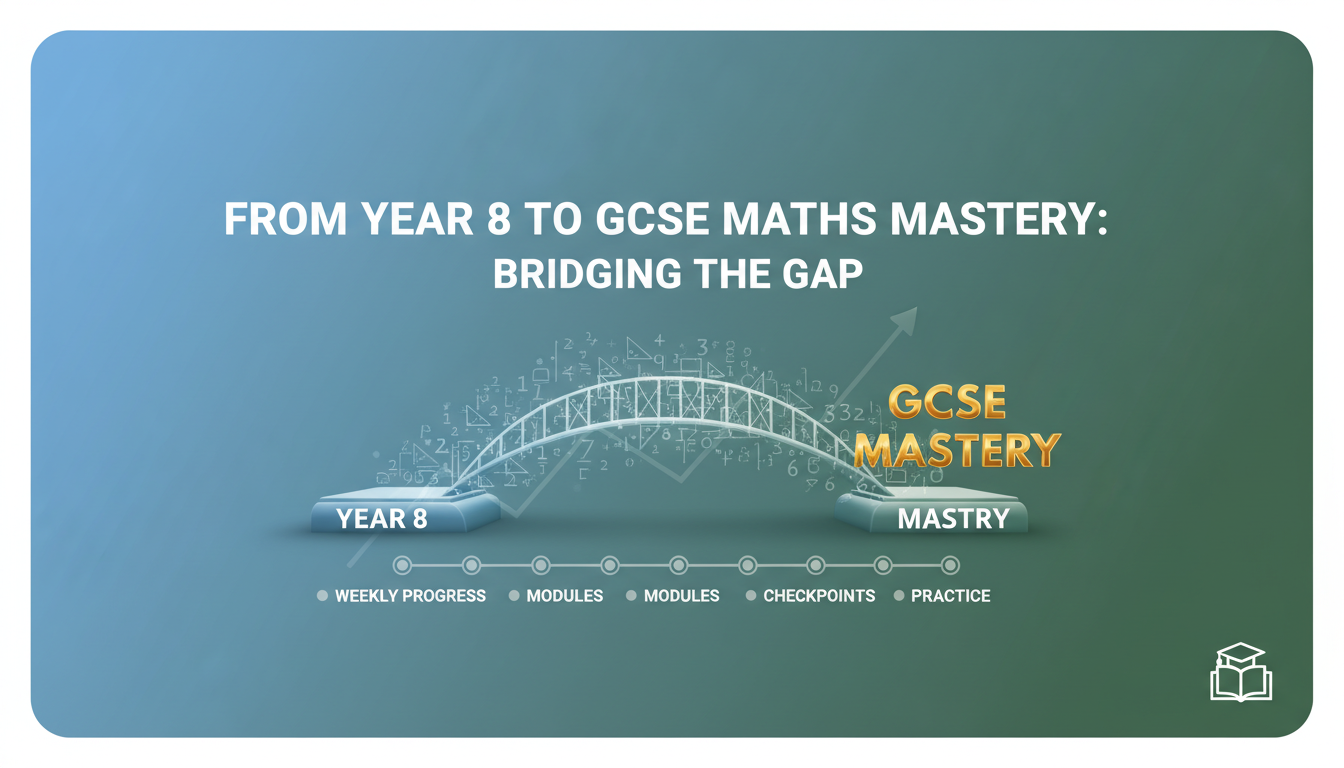 FROM YEAR 8 TO GCSE MATHS MASTERY:
BRIDGING THE GAP
GCSE
MASTERY
YEAR 8
MASTRY
WEEKLY PROGRESS
MODULES
MODULES
CHECKPOINTS
PRACTICE